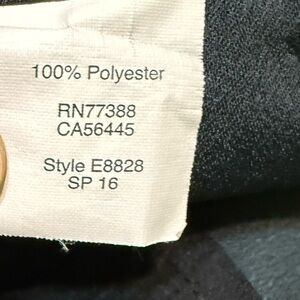 100% Polyester
RN77388
CA56445
Style E8828
SP 16